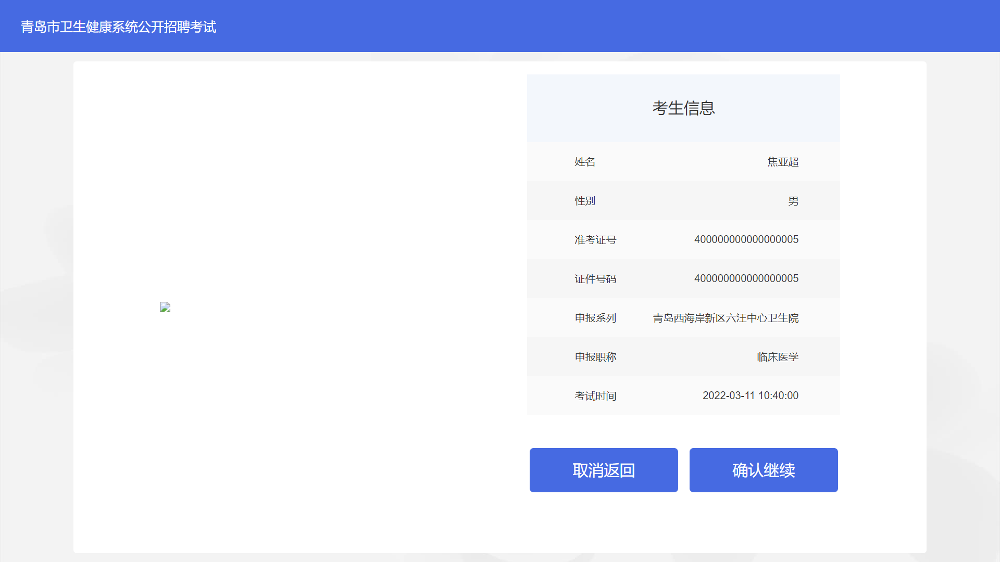 青岛市卫生健康系统公开招聘考试
考生信息
姓名 焦亚超
性别 男
准考证号 400000000000000005
证件号码 400000000000000005
申报系列 青岛西海岸新区六汪中心卫生院
申报职称 临床医学
考试时间 2022-03-11 10:40:00
取消返回 确认继续